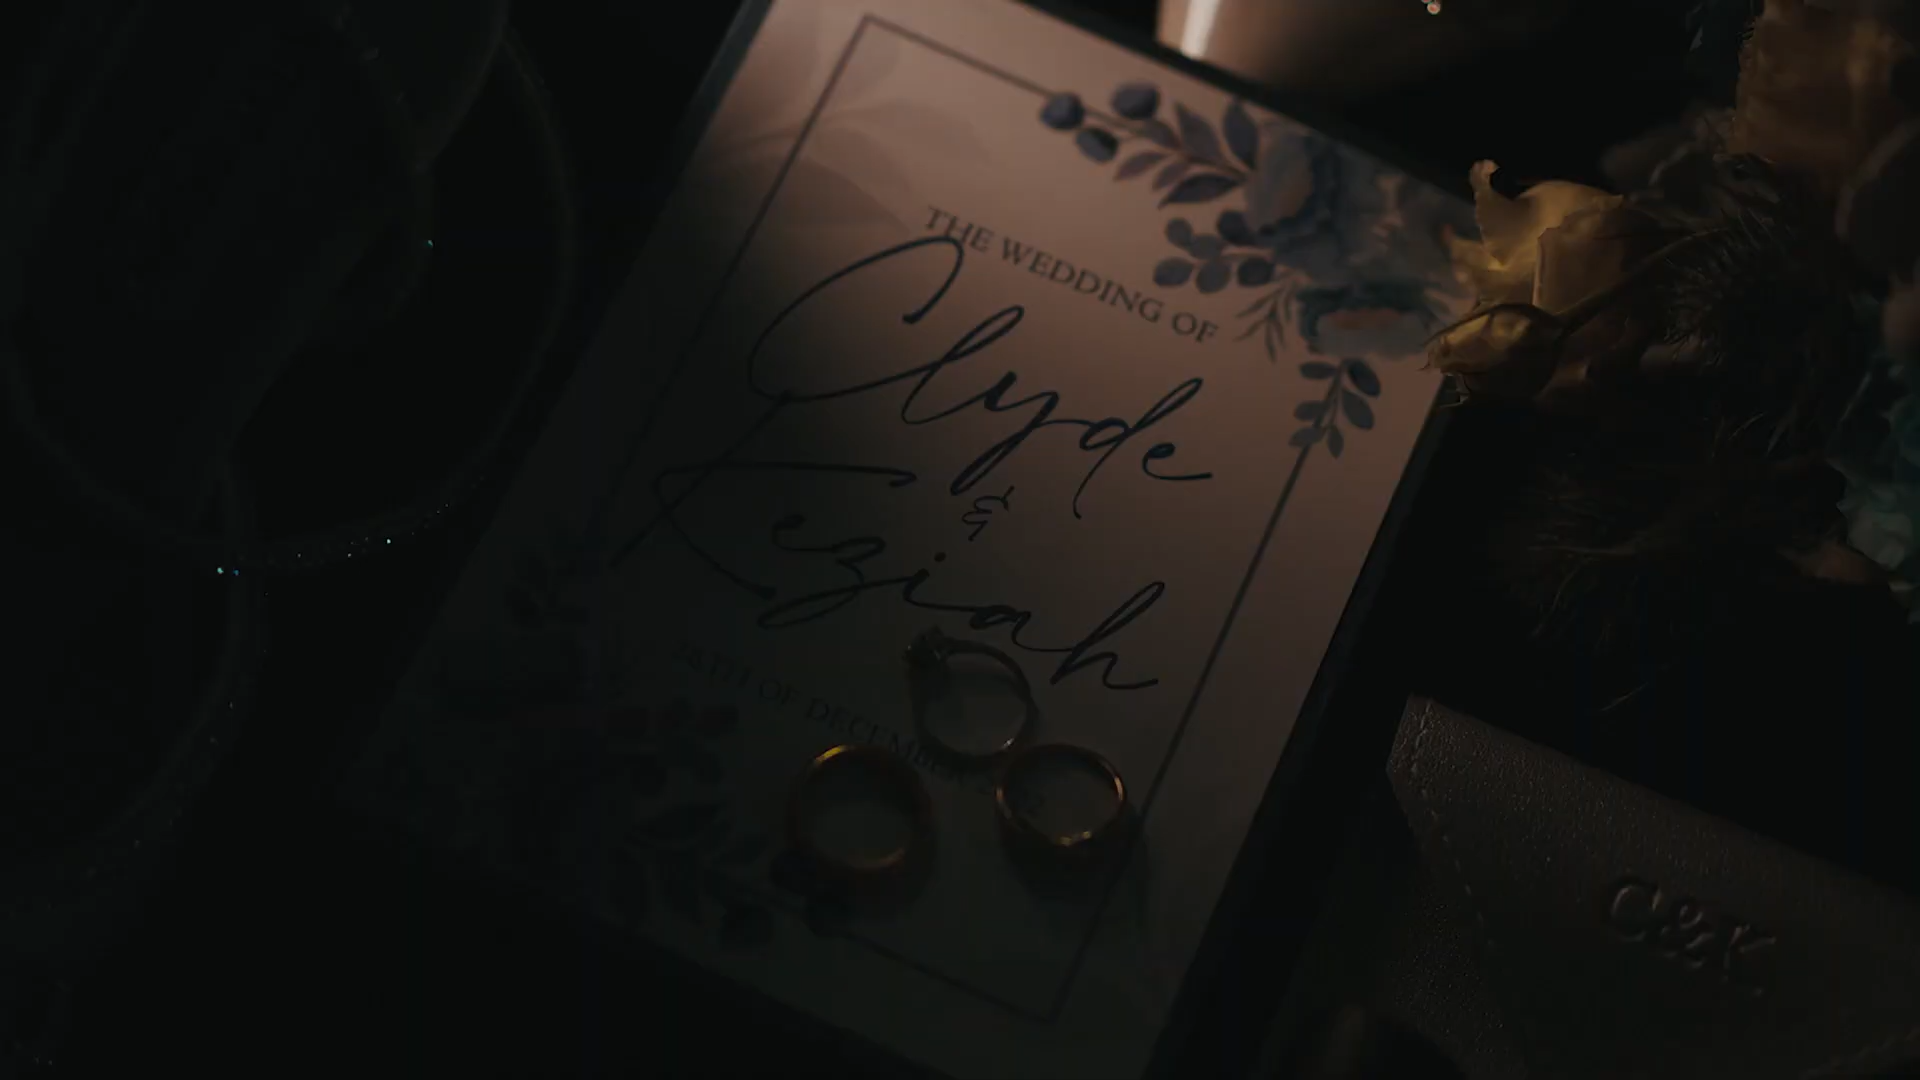 THE WEDDING OF
Clyde
&
Keziah
OF DECEMBER
C&K